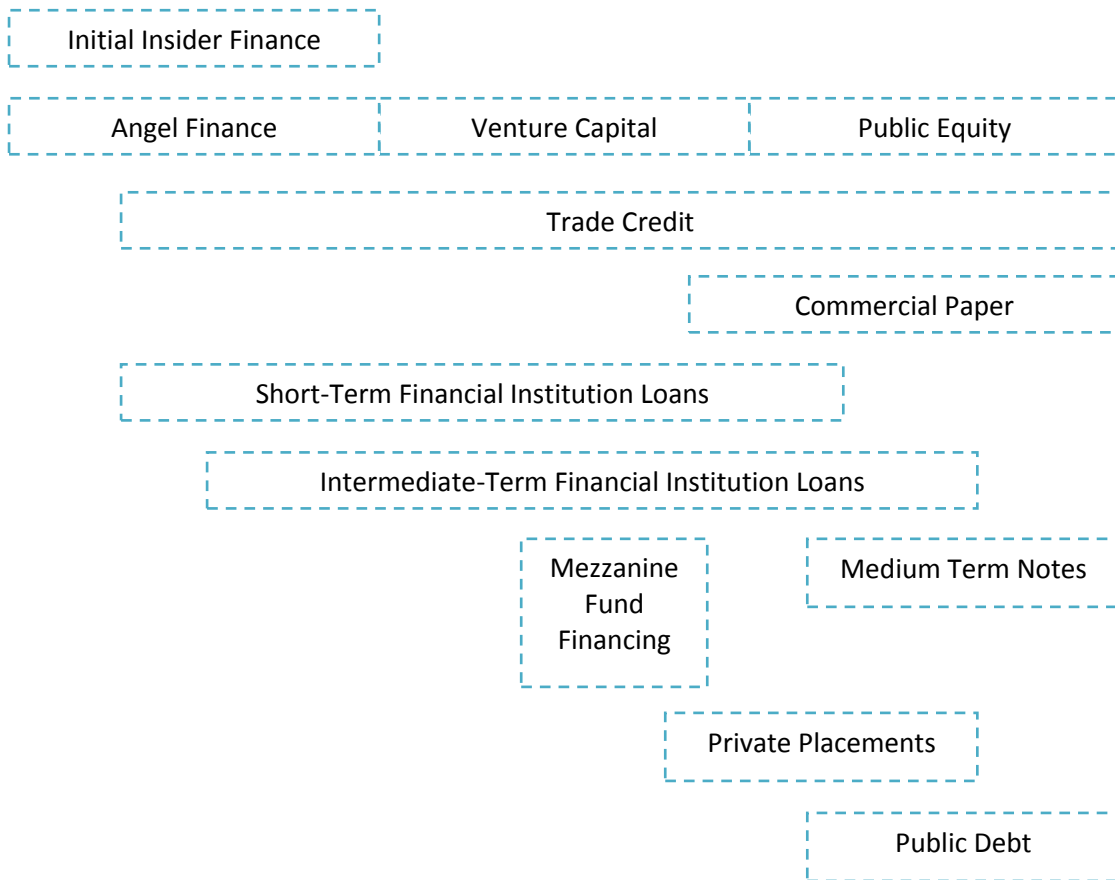 Initial Insider Finance
Angel Finance
Venture Capital
Public Equity
Trade Credit
Commercial Paper
Short-Term Financial Institution Loans
Intermediate-Term Financial Institution Loans
Mezzanine
Fund
Financing
Medium Term Notes
Private Placements
Public Debt